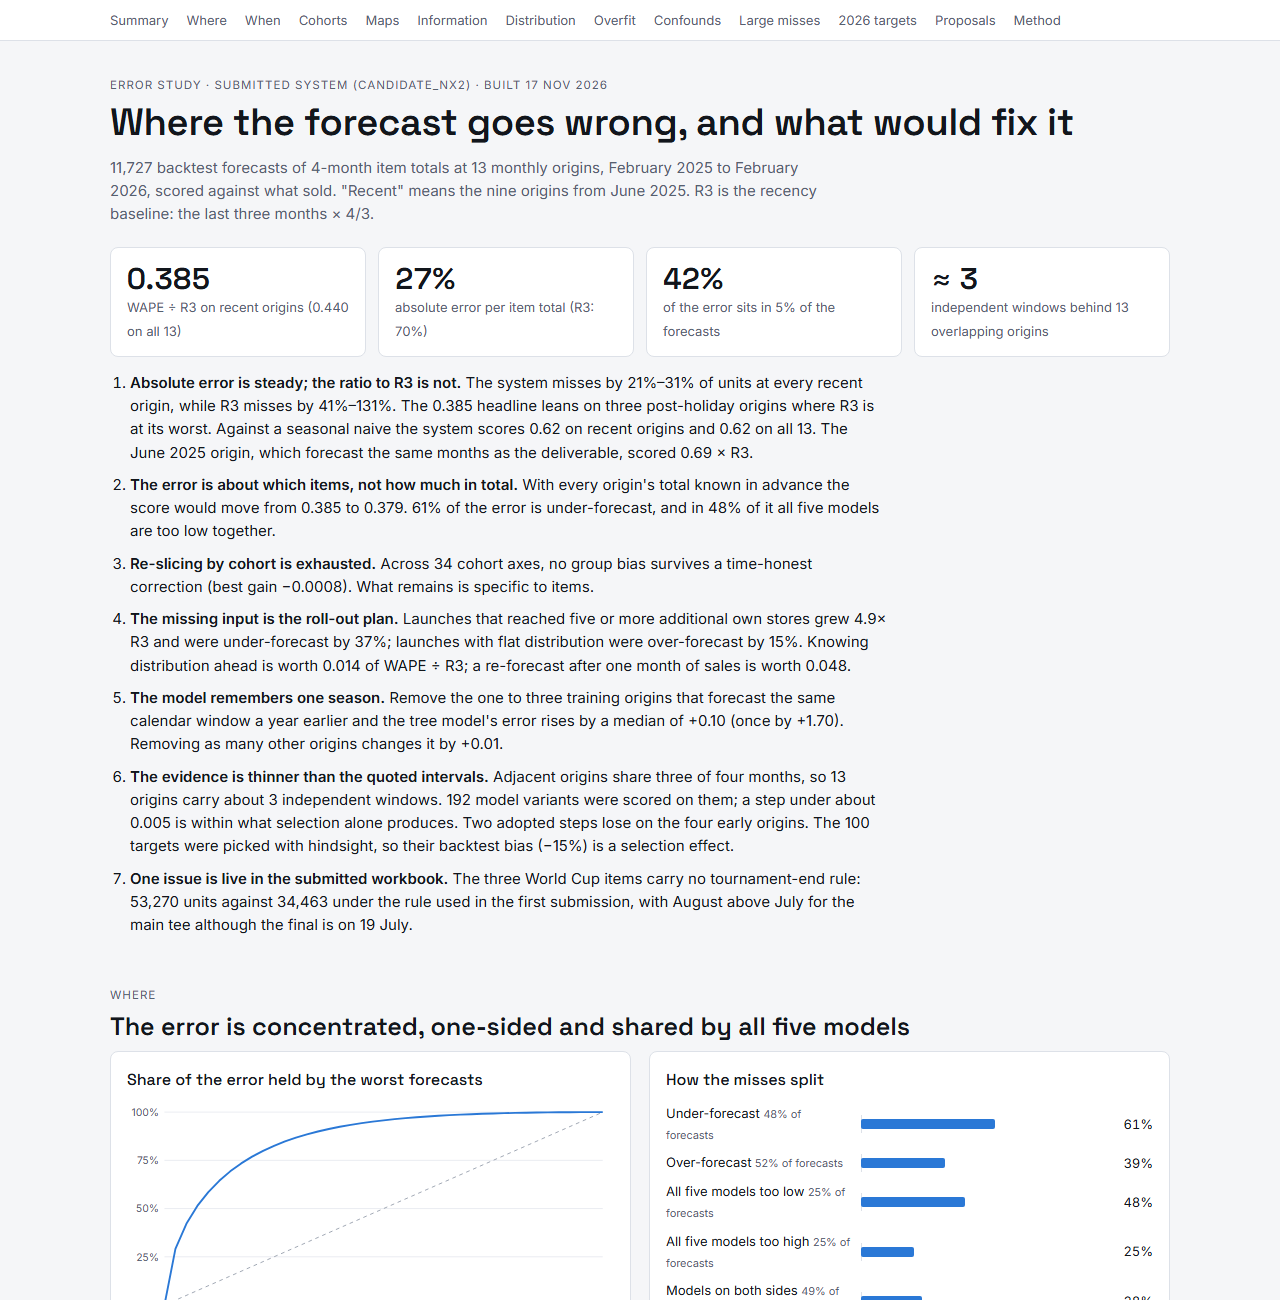 Summary Where When Cohorts Maps Information Distribution Overfit Confounds Large misses 2026 targets Proposals Method
ERROR STUDY · SUBMITTED SYSTEM (CANDIDATE_NX2) · BUILT 17 NOV 2026
Where the forecast goes wrong, and what would fix it
11,727 backtest forecasts of 4-month item totals at 13 monthly origins, February 2025 to February
2026, scored against what sold. "Recent" means the nine origins from June 2025. R3 is the recency
baseline: the last three months × 4/3.
0.385
WAPE ÷ R3 on recent origins (0.440
on all 13)
27%
absolute error per item total (R3:
70%)
42%
of the error sits in 5% of the
forecasts
≈ 3
independent windows behind 13
overlapping origins
1. Absolute error is steady; the ratio to R3 is not. The system misses by 21%–31% of units at every recent
origin, while R3 misses by 41%–131%. The 0.385 headline leans on three post-holiday origins where R3 is
at its worst. Against a seasonal naive the system scores 0.62 on recent origins and 0.62 on all 13. The
June 2025 origin, which forecast the same months as the deliverable, scored 0.69 × R3.
2. The error is about which items, not how much in total. With every origin's total known in advance the
score would move from 0.385 to 0.379. 61% of the error is under-forecast, and in 48% of it all five models
are too low together.
3. Re-slicing by cohort is exhausted. Across 34 cohort axes, no group bias survives a time-honest
correction (best gain −0.0008). What remains is specific to items.
4. The missing input is the roll-out plan. Launches that reached five or more additional own stores grew 4.9×
R3 and were under-forecast by 37%; launches with flat distribution were over-forecast by 15%. Knowing
distribution ahead is worth 0.014 of WAPE ÷ R3; a re-forecast after one month of sales is worth 0.048.
5. The model remembers one season. Remove the one to three training origins that forecast the same
calendar window a year earlier and the tree model's error rises by a median of +0.10 (once by +1.70).
Removing as many other origins changes it by +0.01.
6. The evidence is thinner than the quoted intervals. Adjacent origins share three of four months, so 13
origins carry about 3 independent windows. 192 model variants were scored on them; a step under about
0.005 is within what selection alone produces. Two adopted steps lose on the four early origins. The 100
targets were picked with hindsight, so their backtest bias (−15%) is a selection effect.
7. One issue is live in the submitted workbook. The three World Cup items carry no tournament-end rule:
53,270 units against 34,463 under the rule used in the first submission, with August above July for the
main tee although the final is on 19 July.
WHERE
The error is concentrated, one-sided and shared by all five models
Share of the error held by the worst forecasts
100%
75%
50%
25%
How the misses split
Under-forecast 48% of
forecasts
61%
Over-forecast 52% of forecasts
39%
All five models too low 25% of
forecasts
48%
All five models too high 25% of
forecasts
25%
Models on both sides 49% of